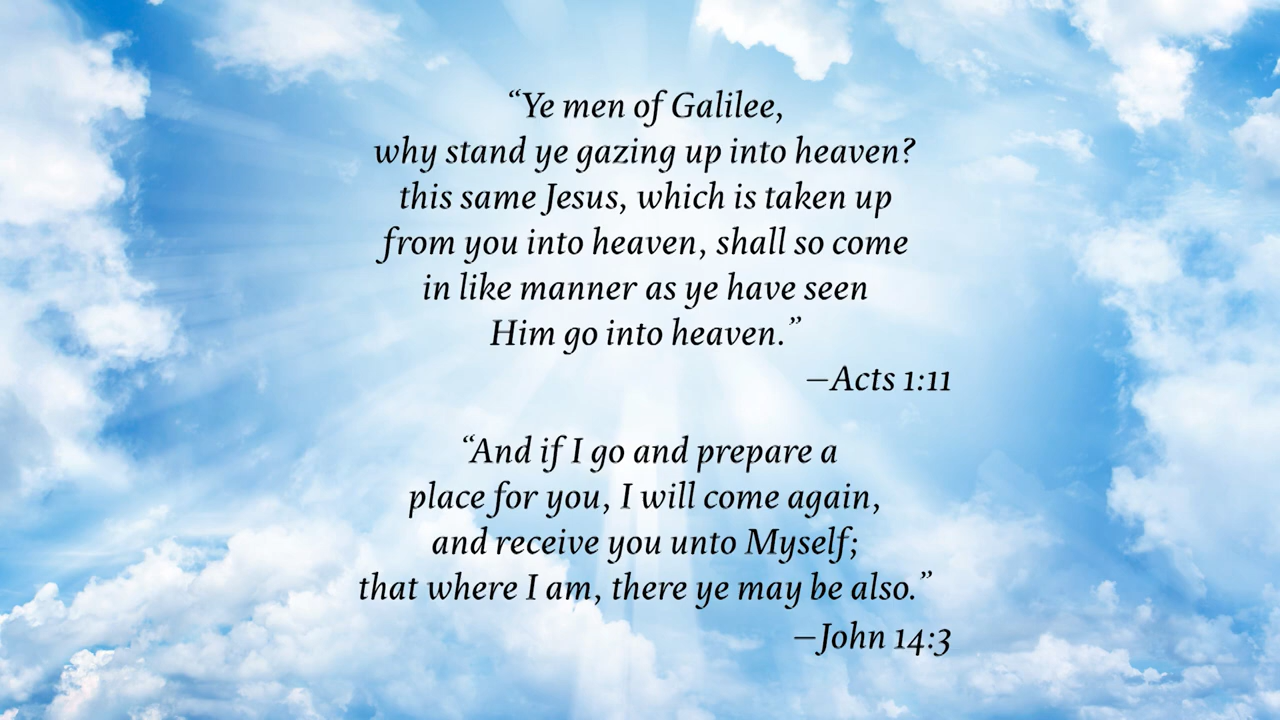 “Ye men of Galilee,
why stand ye gazing up into heaven?
this same Jesus, which is taken up
from you into heaven, shall so come
in like manner as ye have seen
Him go into heaven.”
—Acts 1:11
“And if I go and prepare a
place for you, I will come again,
and receive you unto Myself;
that where I am, there ye may be also.”
—John 14:3